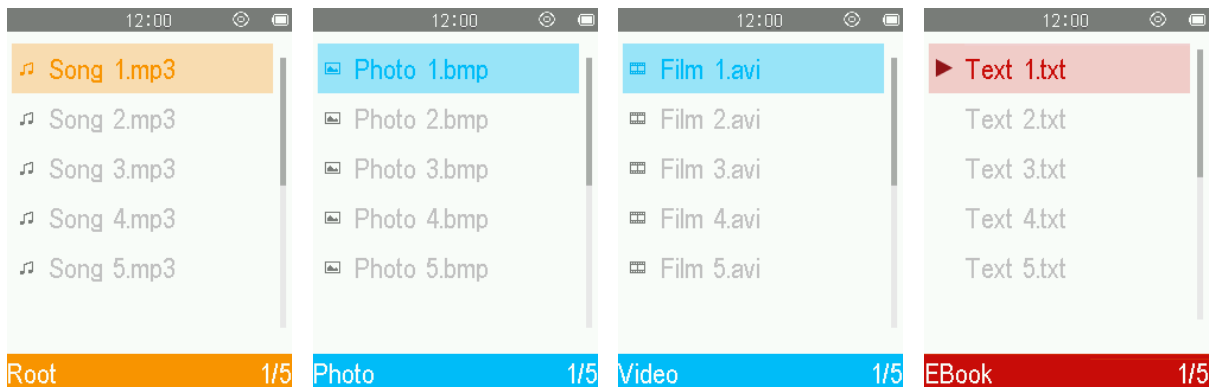 12:00
Song 1.mp3
Song 2.mp3
Song 3.mp3
Song 4.mp3
Song 5.mp3
Root 1/5
12:00
Photo 1.bmp
Photo 2.bmp
Photo 3.bmp
Photo 4.bmp
Photo 5.bmp
Photo 1/5
12:00
Film 1.avi
Film 2.avi
Film 3.avi
Film 4.avi
Film 5.avi
Video 1/5
12:00
Text 1.txt
Text 2.txt
Text 3.txt
Text 4.txt
Text 5.txt
EBook 1/5